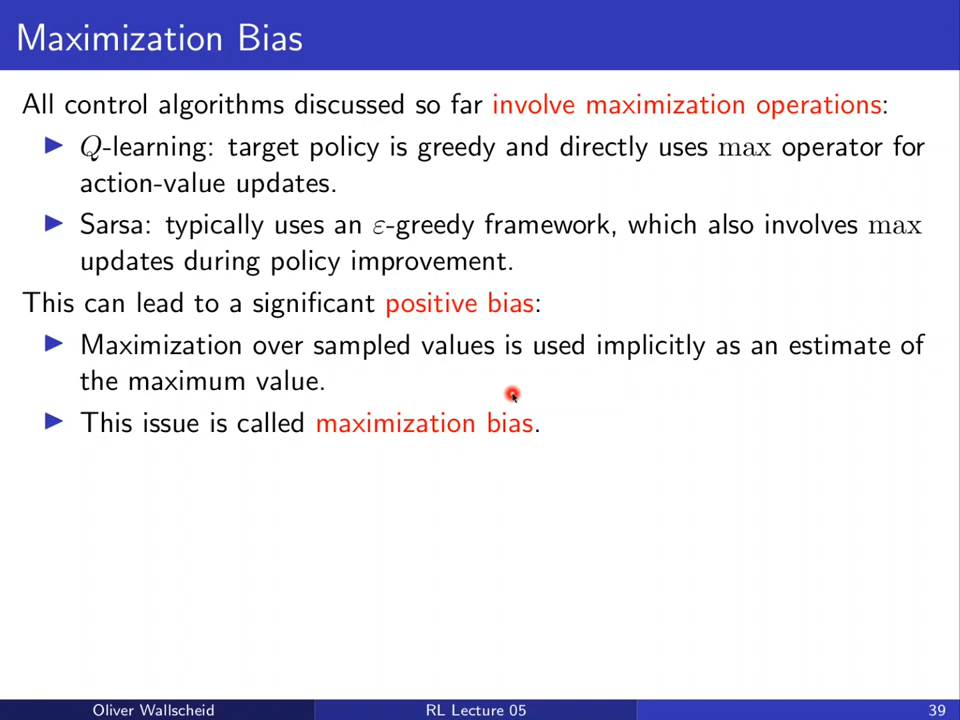 Maximization Bias
All control algorithms discussed so far involve maximization operations:
▶ Q-learning: target policy is greedy and directly uses max operator for
action-value updates.
▶ Sarsa: typically uses an ε-greedy framework, which also involves max
updates during policy improvement.
This can lead to a significant positive bias:
▶ Maximization over sampled values is used implicitly as an estimate of
the maximum value.
▶ This issue is called maximization bias.
Oliver Wallscheid RL Lecture 05 39